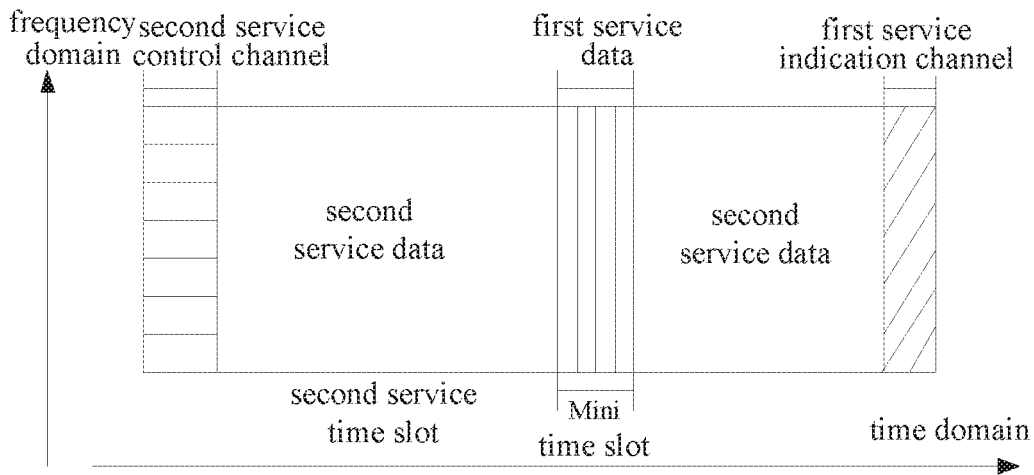 frequency
domain
second service
control channel
first service
data
first service
indication channel
second
service data
second
service data
second service
time slot
Mini
time slot
time domain